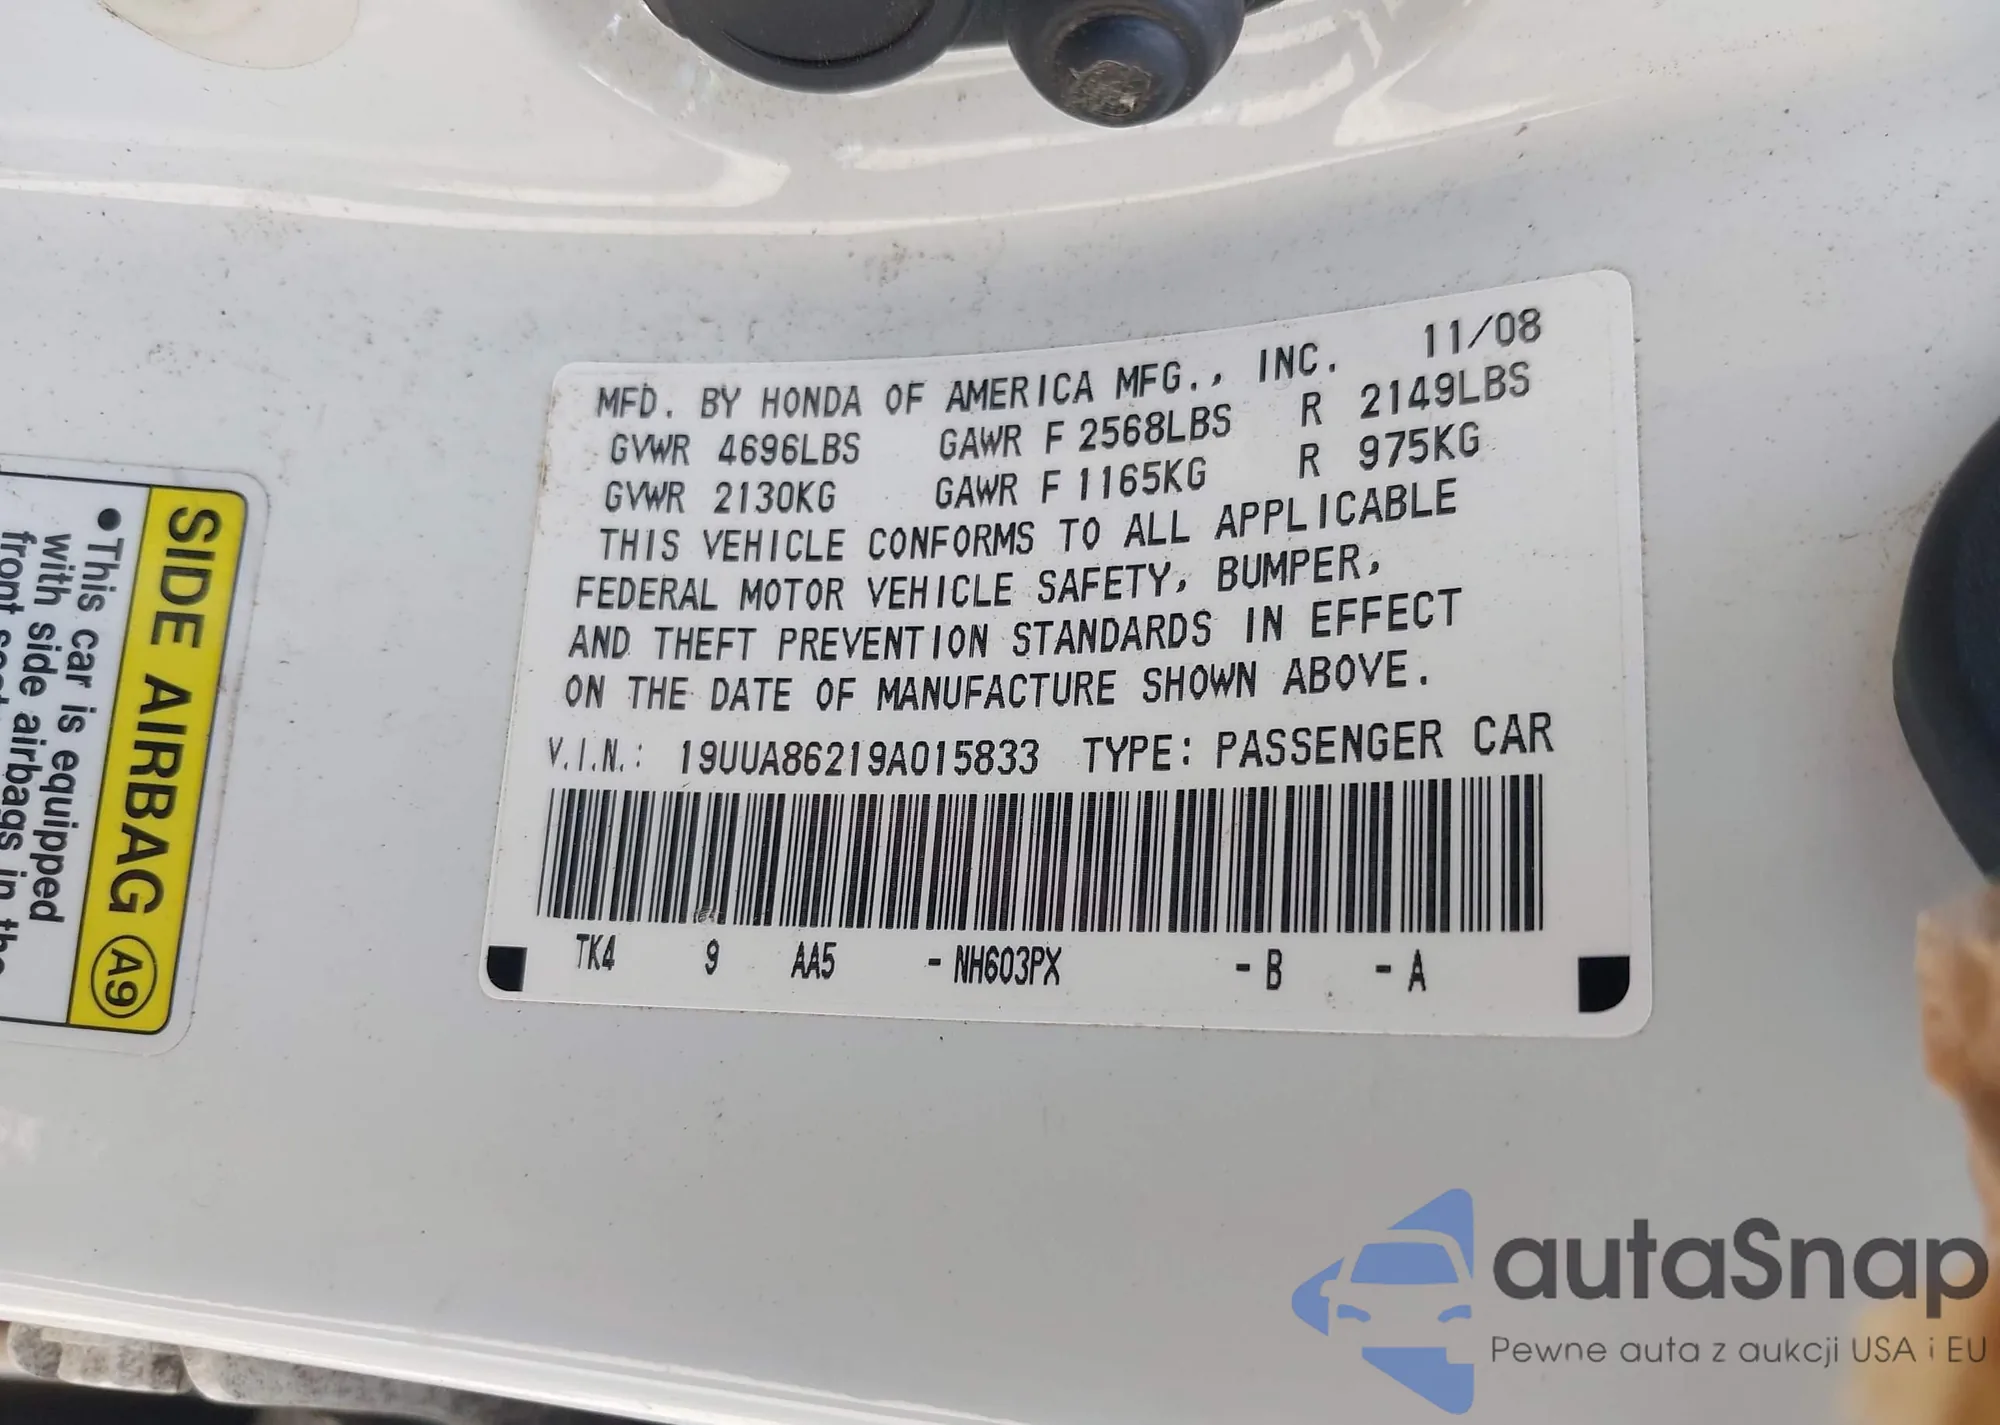 MFD. BY HONDA OF AMERICA MFG., INC. 11/08
GVWR 4696LBS GAWR F 2568LBS R 2149LBS
GVWR 2130KG GAWR F 1165KG R 975KG
THIS VEHICLE CONFORMS TO ALL APPLICABLE
FEDERAL MOTOR VEHICLE SAFETY, BUMPER,
AND THEFT PREVENTION STANDARDS IN EFFECT
ON THE DATE OF MANUFACTURE SHOWN ABOVE.
V.I.N.: 19UUA86219A015833 TYPE: PASSENGER CAR
TK4 9 AA5 -NH603PX -B -A
SIDE AIRBAG A9
•This car is equipped
with side airbags in the
front
autaSnap
Pewne auta z aukcji USA i EU